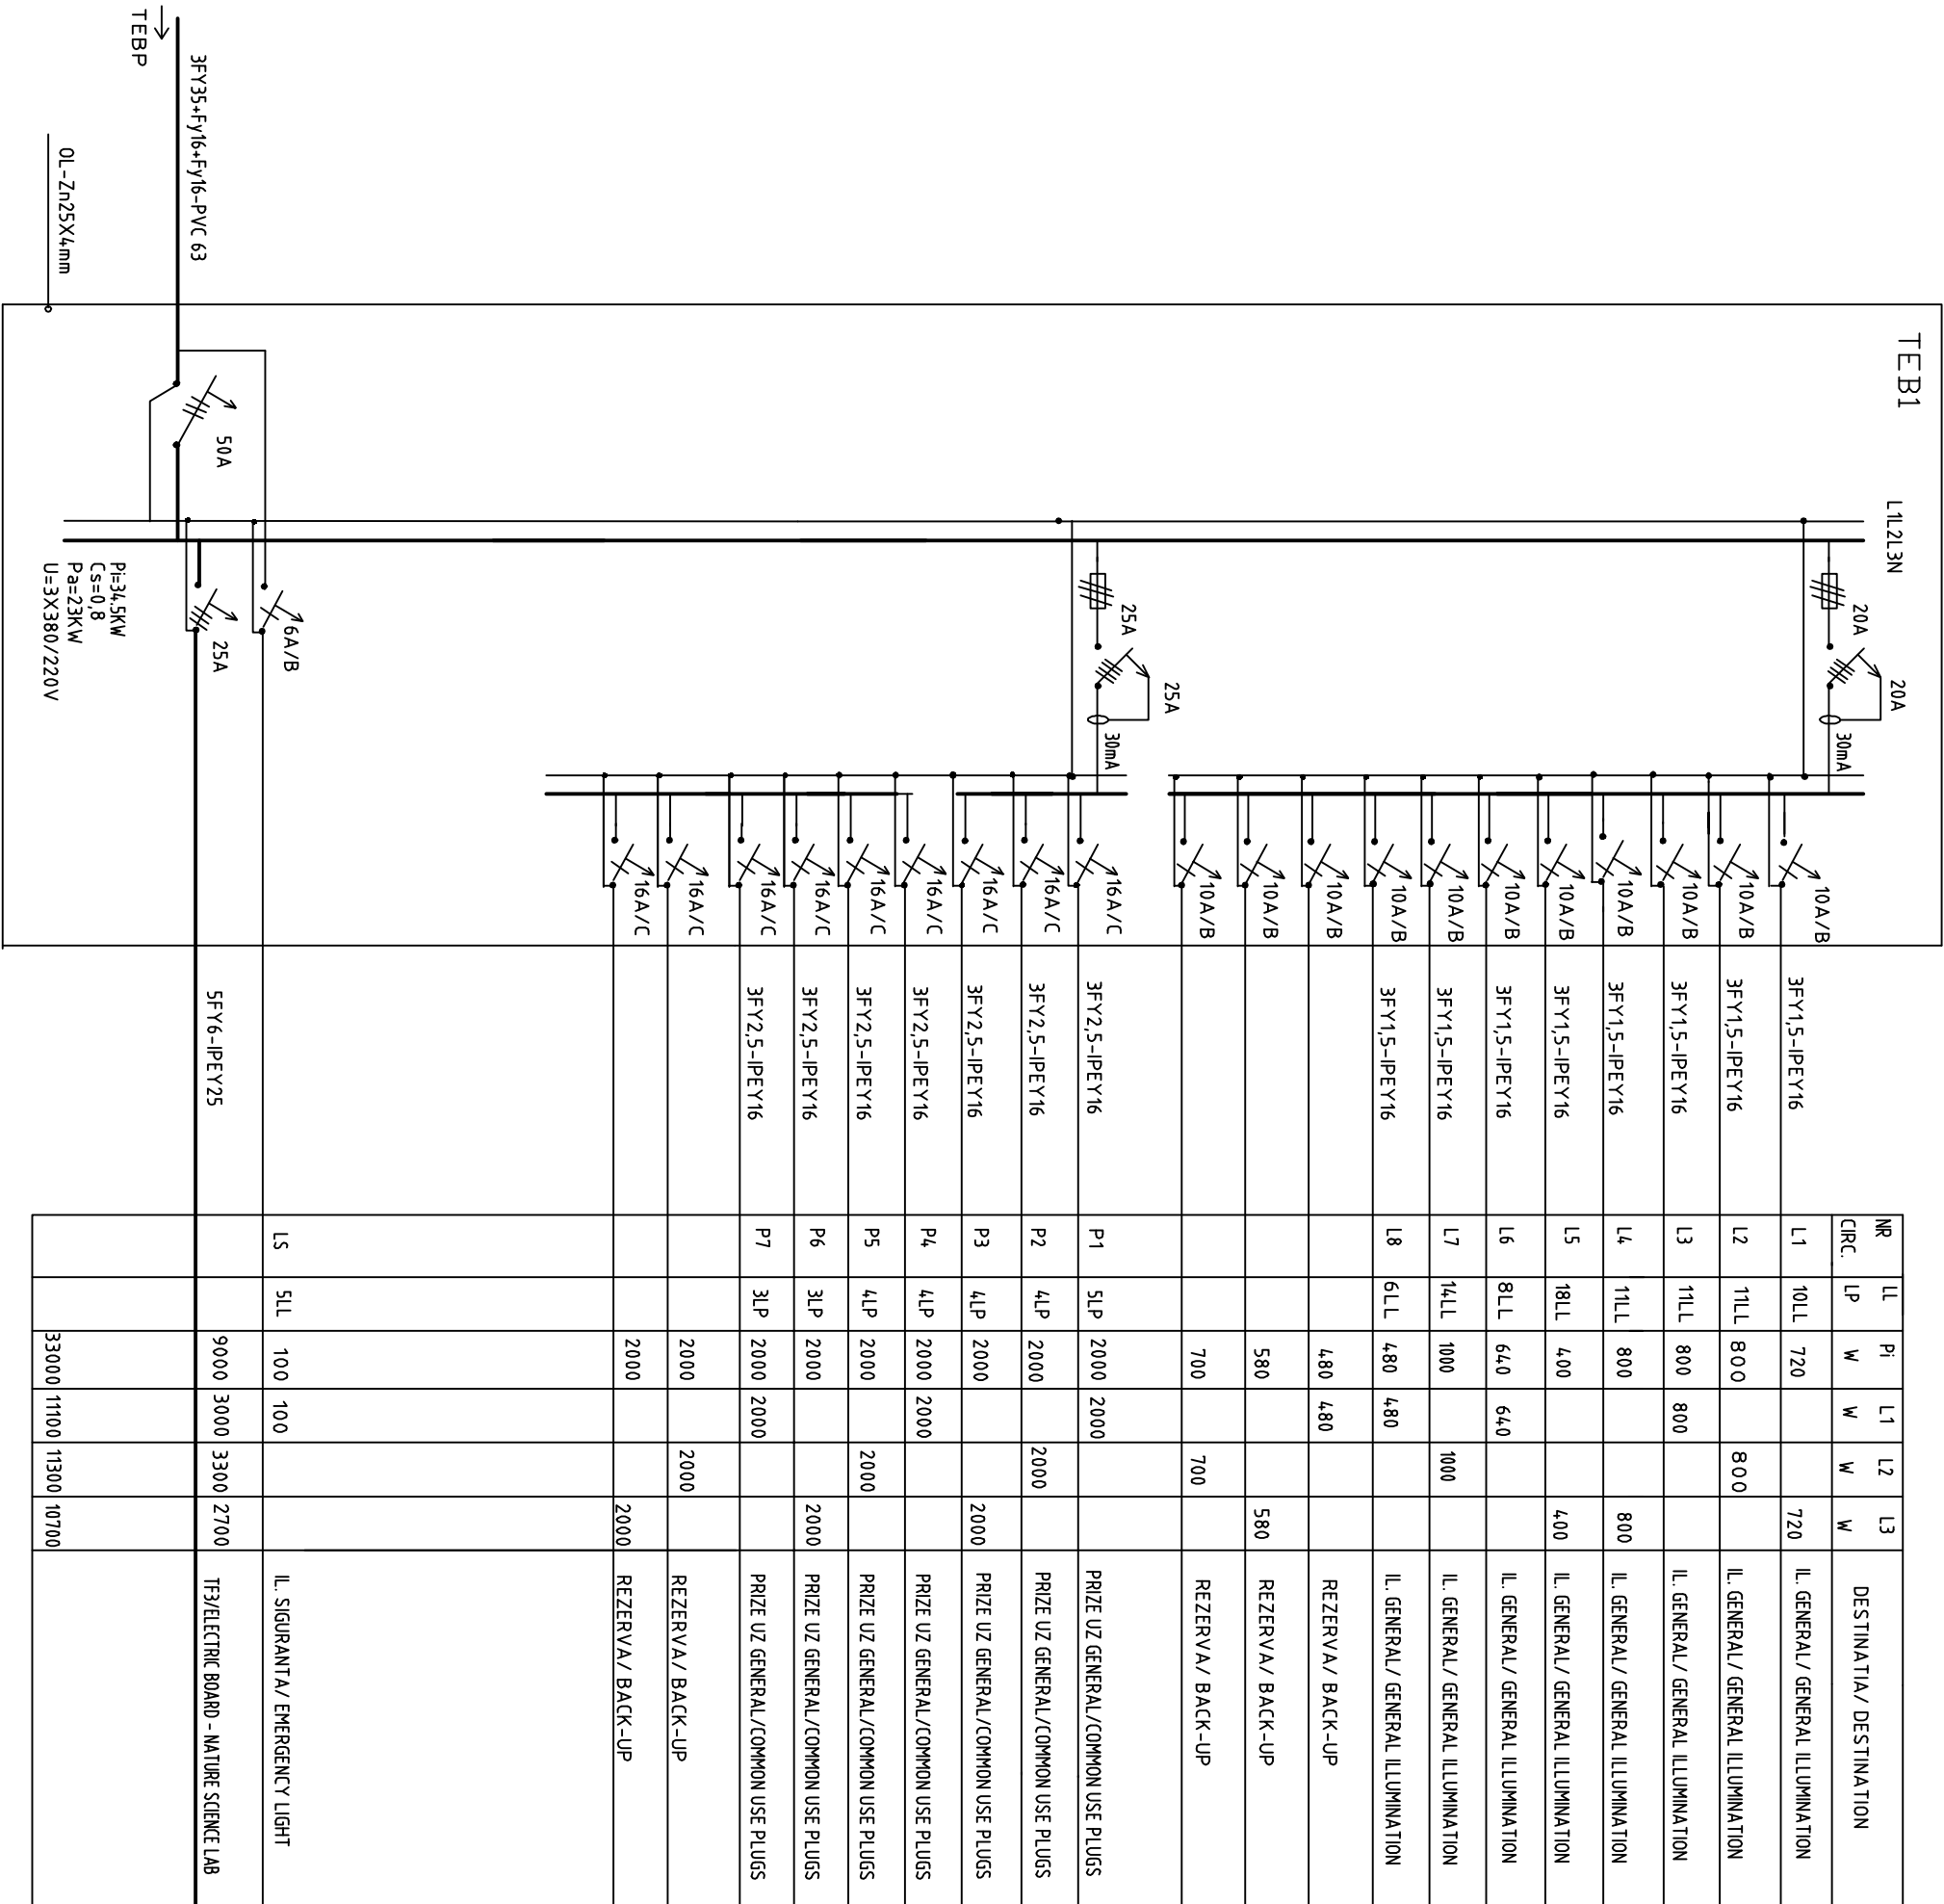 TEB1
L1L2L3N
20A
20A
30mA
25A
25A
30mA
TEBP
3FY35+Fy16+Fy16-PVC 63
OL-Zn25X4mm
50A
6A/B
25A
Pi=34.5KW
Cs=0,8
Pa=23KW
U=3X380/220V
NR CIRC. LL LP Pi W L1 W L2 W L3 W DESTINATIA/ DESTINATION
10A/B 3FY1,5-IPEY16 L1 10LL 720 720 IL. GENERAL/ GENERAL ILLUMINATION
10A/B 3FY1,5-IPEY16 L2 11LL 800 800 IL. GENERAL/ GENERAL ILLUMINATION
10A/B 3FY1,5-IPEY16 L3 11LL 800 800 IL. GENERAL/ GENERAL ILLUMINATION
10A/B 3FY1,5-IPEY16 L4 11LL 800 800 IL. GENERAL/ GENERAL ILLUMINATION
10A/B 3FY1,5-IPEY16 L5 18LL 400 400 IL. GENERAL/ GENERAL ILLUMINATION
10A/B 3FY1,5-IPEY16 L6 8LL 640 640 IL. GENERAL/ GENERAL ILLUMINATION
10A/B 3FY1,5-IPEY16 L7 14LL 1000 1000 IL. GENERAL/ GENERAL ILLUMINATION
10A/B 3FY1,5-IPEY16 L8 6LL 480 480 IL. GENERAL/ GENERAL ILLUMINATION
10A/B 480 480 REZERVA/ BACK-UP
10A/B 580 580 REZERVA/ BACK-UP
10A/B 700 700 REZERVA/ BACK-UP
16A/C 3FY2,5-IPEY16 P1 5LP 2000 2000 PRIZE UZ GENERAL/COMMON USE PLUGS
16A/C 3FY2,5-IPEY16 P2 4LP 2000 2000 PRIZE UZ GENERAL/COMMON USE PLUGS
16A/C 3FY2,5-IPEY16 P3 4LP 2000 2000 PRIZE UZ GENERAL/COMMON USE PLUGS
16A/C 3FY2,5-IPEY16 P4 4LP 2000 2000 PRIZE UZ GENERAL/COMMON USE PLUGS
16A/C 3FY2,5-IPEY16 P5 4LP 2000 2000 PRIZE UZ GENERAL/COMMON USE PLUGS
16A/C 3FY2,5-IPEY16 P6 3LP 2000 2000 PRIZE UZ GENERAL/COMMON USE PLUGS
16A/C 3FY2,5-IPEY16 P7 3LP 2000 2000 PRIZE UZ GENERAL/COMMON USE PLUGS
16A/C 2000 2000 REZERVA/ BACK-UP
16A/C 2000 2000 REZERVA/ BACK-UP
LS 5LL 100 100 IL. SIGURANTA/ EMERGENCY LIGHT
5FY6-IPEY25 9000 3000 3300 2700 TF3/ELECTRIC BOARD - NATURE SCIENCE LAB
33000 11100 11300 10700